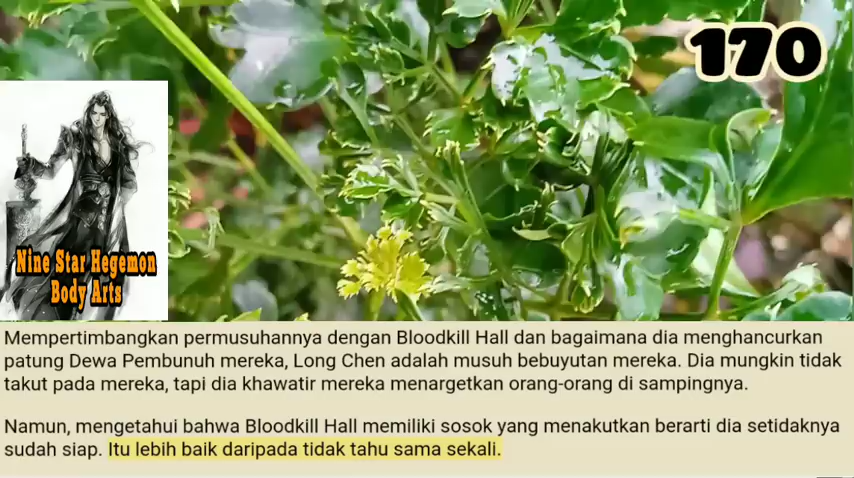 170
Nine Star Hegemon
Body Arts
Mempertimbangkan permusuhannya dengan Bloodkill Hall dan bagaimana dia menghancurkan
patung Dewa Pembunuh mereka, Long Chen adalah musuh bebuyutan mereka. Dia mungkin tidak
takut pada mereka, tapi dia khawatir mereka menargetkan orang-orang di sampingnya.
Namun, mengetahui bahwa Bloodkill Hall memiliki sosok yang menakutkan berarti dia setidaknya
sudah siap. Itu lebih baik daripada tidak tahu sama sekali.